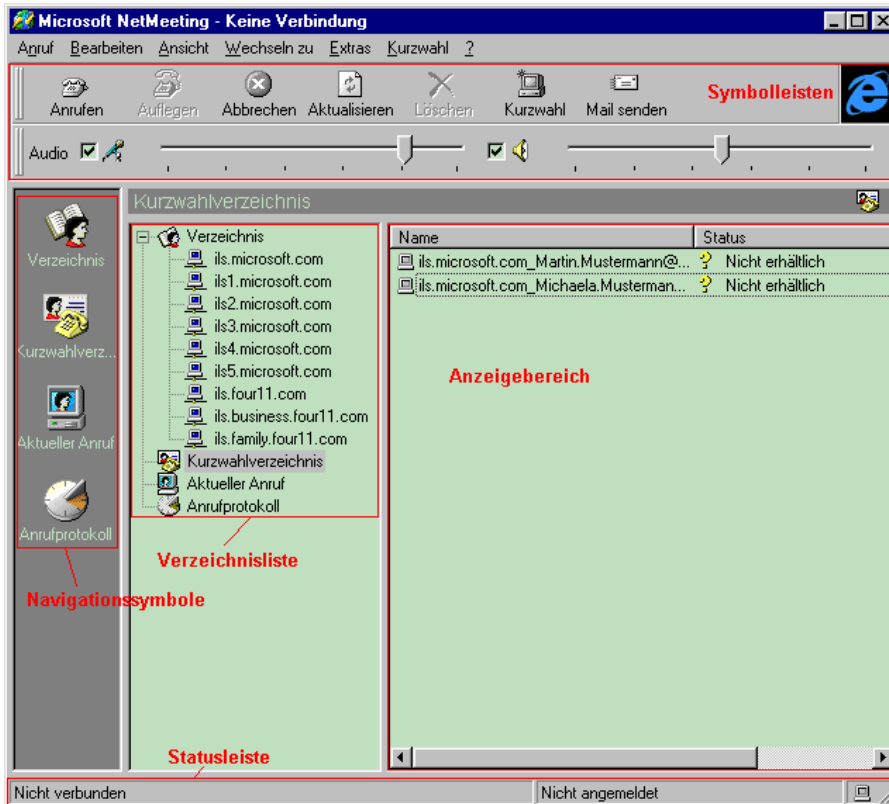 Microsoft NetMeeting - Keine Verbindung
Anruf Bearbeiten Ansicht Wechseln zu Extras Kurzwahl ?
Anrufen Auflegen Abbrechen Aktualisieren Löschen Kurzwahl Mail senden Symbolleisten
Audio
Verzeichnis
Kurzwahlverz...
Aktueller Anruf
Anrufprotokoll
Navigationssymbole
Kurzwahlverzeichnis
Verzeichnis
ils.microsoft.com
ils1.microsoft.com
ils2.microsoft.com
ils3.microsoft.com
ils4.microsoft.com
ils5.microsoft.com
ils.four11.com
ils.business.four11.com
ils.family.four11.com
Kurzwahlverzeichnis
Aktueller Anruf
Anrufprotokoll
Verzeichnisliste
Name Status
ils.microsoft.com_Martin.Mustermann@... Nicht erhältlich
ils.microsoft.com_Michaela.Musterman... Nicht erhältlich
Anzeigebereich
Statusleiste
Nicht verbunden Nicht angemeldet